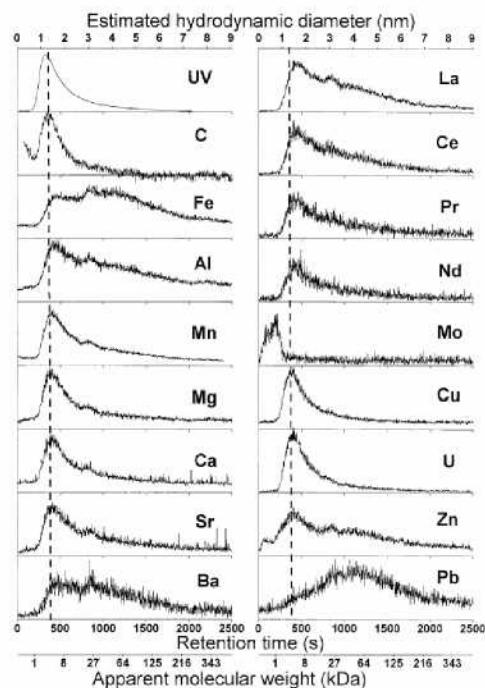 Estimated hydrodynamic diameter (nm)
0 1 2 3 4 5 6 7 8 9 0 1 2 3 4 5 6 7 8 9
UV
C
Fe
Al
Mn
Mg
Ca
Sr
Ba
La
Ce
Pr
Nd
Mo
Cu
U
Zn
Pb
0 500 1000 1500 2000 2500 0 500 1000 1500 2000 2500
Retention time (s)
1 8 27 64 125 216 343 1 8 27 64 125 216 343
Apparent molecular weight (kDa)